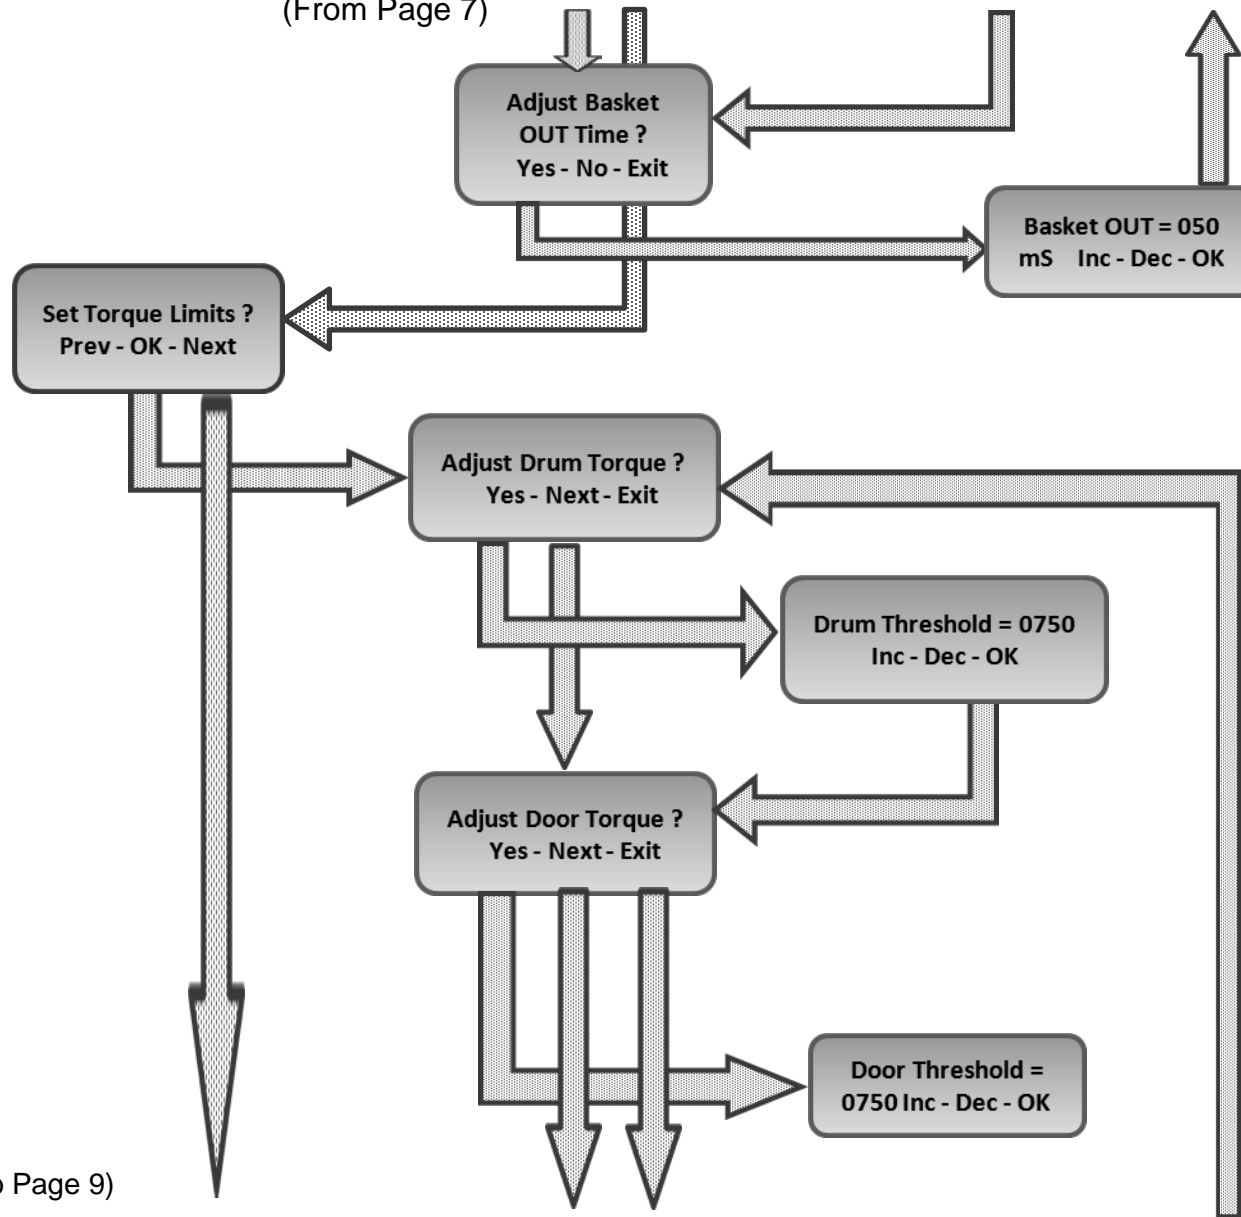 (From Page 7)
Adjust Basket
OUT Time ?
Yes - No - Exit
Basket OUT = 050
mS Inc - Dec - OK
Set Torque Limits ?
Prev - OK - Next
Adjust Drum Torque ?
Yes - Next - Exit
Drum Threshold = 0750
Inc - Dec - OK
Adjust Door Torque ?
Yes - Next - Exit
Door Threshold =
0750 Inc - Dec - OK
Page 9)